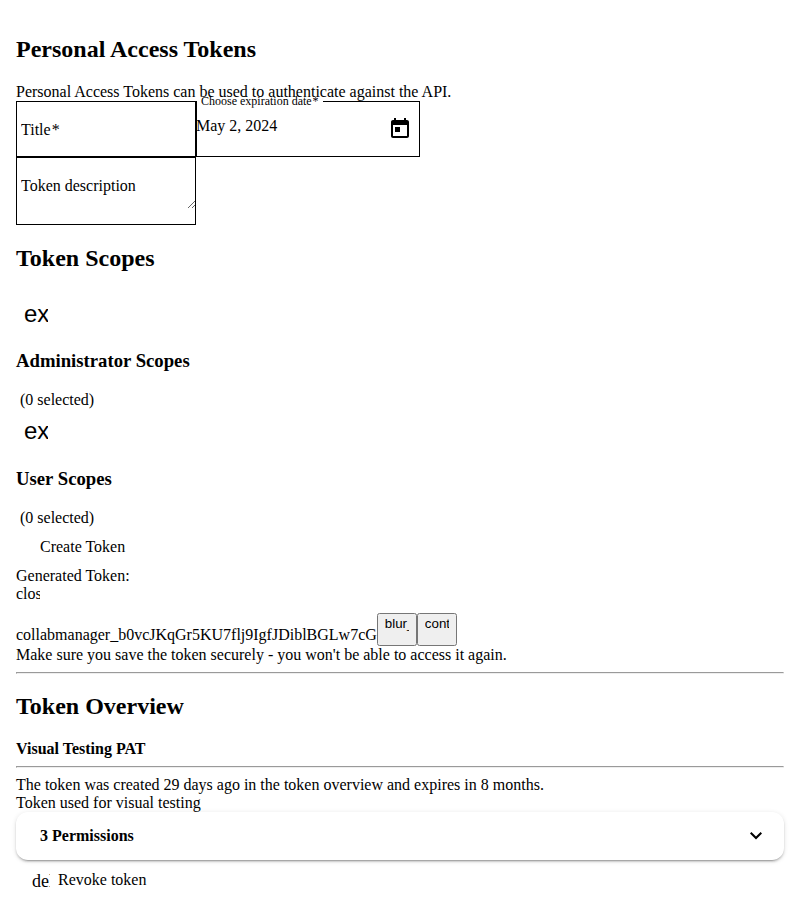 Personal Access Tokens
Personal Access Tokens can be used to authenticate against the API.
Choose expiration date*
Title*
May 2, 2024
Token description
Token Scopes
ex
Administrator Scopes
(0 selected)
ex
User Scopes
(0 selected)
Create Token
Generated Token:
clos
collabmanager_b0vcJKqGr5KU7flj9IgfJDiblBGLw7cG blur_ cont
Make sure you save the token securely - you won't be able to access it again.
Token Overview
Visual Testing PAT
The token was created 29 days ago in the token overview and expires in 8 months.
Token used for visual testing
3 Permissions
de Revoke token